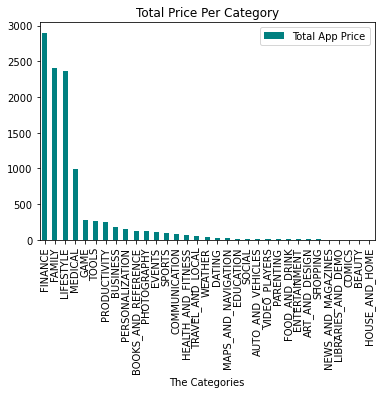 Total Price Per Category
Total App Price
3000
2500
2000
1500
1000
500
0
FINANCE
FAMILY
LIFESTYLE
MEDICAL
GAME
TOOLS
PRODUCTIVITY
BUSINESS
PERSONALIZATION
BOOKS_AND_REFERENCE
PHOTOGRAPHY
EVENTS
SPORTS
COMMUNICATION
HEALTH_AND_FITNESS
TRAVEL_AND_LOCAL
WEATHER
DATING
MAPS_AND_NAVIGATION
EDUCATION
SOCIAL
AUTO_AND_VEHICLES
VIDEO_PLAYERS
PARENTING
FOOD_AND_DRINK
ENTERTAINMENT
ART_AND_DESIGN
SHOPPING
NEWS_AND_MAGAZINES
LIBRARIES_AND_DEMO
COMICS
BEAUTY
HOUSE_AND_HOME
The Categories